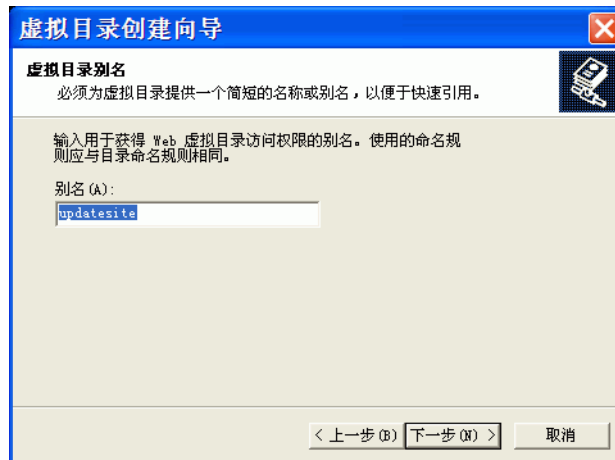 虚拟目录创建向导
虚拟目录别名
必须为虚拟目录提供一个简短的名称或别名，以便于快速引用。
输入用于获得 Web 虚拟目录访问权限的别名。使用的命名规
则应与目录命名规则相同。
别名(A):
updatesite
< 上一步(B) 下一步(N) > 取消